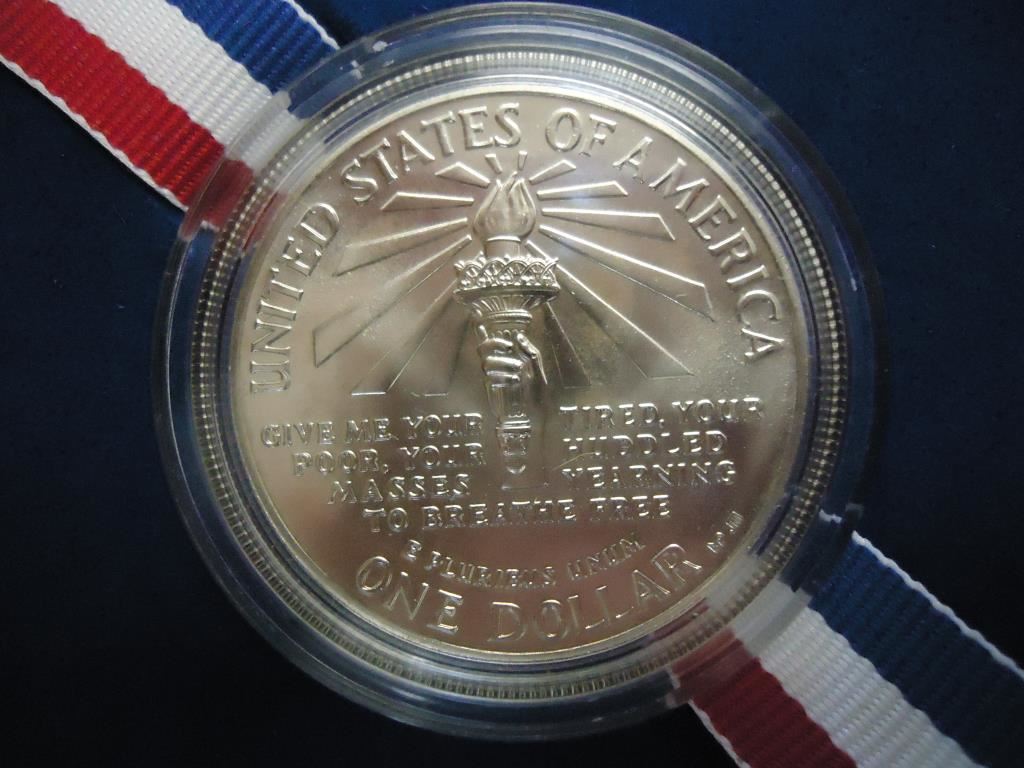 UNITED STATES OF AMERICA
GIVE ME YOUR TIRED, YOUR
POOR, YOUR HUDDLED
MASSES YEARNING
TO BREATHE FREE
E PLURIBUS UNUM
ONE DOLLAR